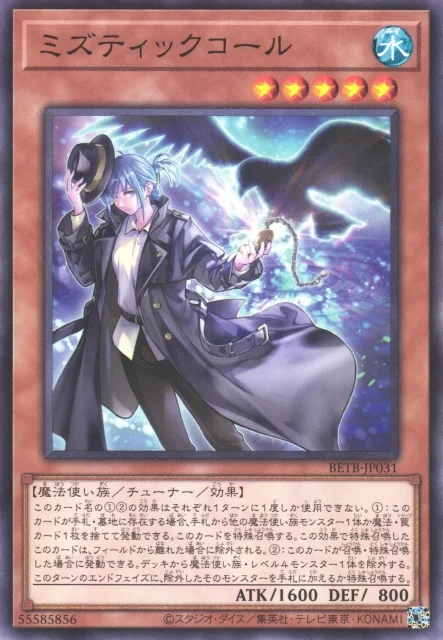 ミズティックコール
水
BETB-JP031
【魔法使い族／チューナー／効果】
このカード名の①②の効果はそれぞれ１ターンに１度しか使用できない。①：この
カードが手札・墓地に存在する場合、手札から他の魔法使い族モンスター１体か魔法・罠
カード１枚を捨てて発動できる。このカードを特殊召喚する。この効果で特殊召喚した
このカードは、フィールドから離れた場合に除外される。②：このカードが召喚・特殊召喚
した場合に発動できる。デッキから魔法使い族・レベル４モンスター１体を除外する。
このターンのエンドフェイズに、除外したそのモンスターを手札に加えるか特殊召喚する。
ATK/1600 DEF/ 800
55585856
©スタジオ・ダイス／集英社・テレビ東京・KONAMI